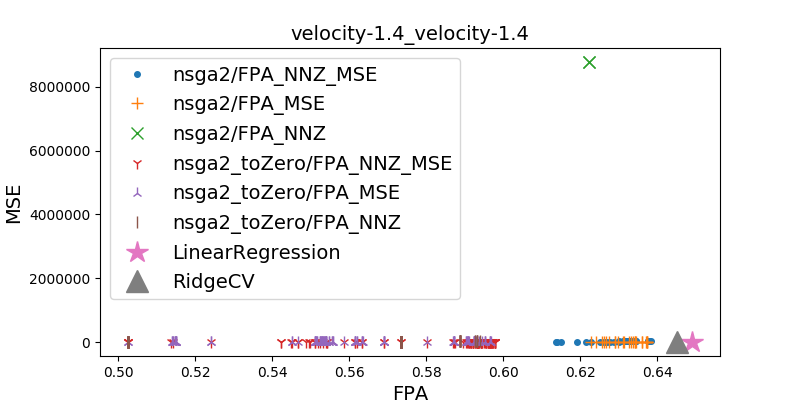 velocity-1.4_velocity-1.4
nsga2/FPA_NNZ_MSE
nsga2/FPA_MSE
nsga2/FPA_NNZ
nsga2_toZero/FPA_NNZ_MSE
nsga2_toZero/FPA_MSE
nsga2_toZero/FPA_NNZ
LinearRegression
RidgeCV
MSE
8000000
6000000
4000000
2000000
0
0.50 0.52 0.54 0.56 0.58 0.60 0.62 0.64
FPA